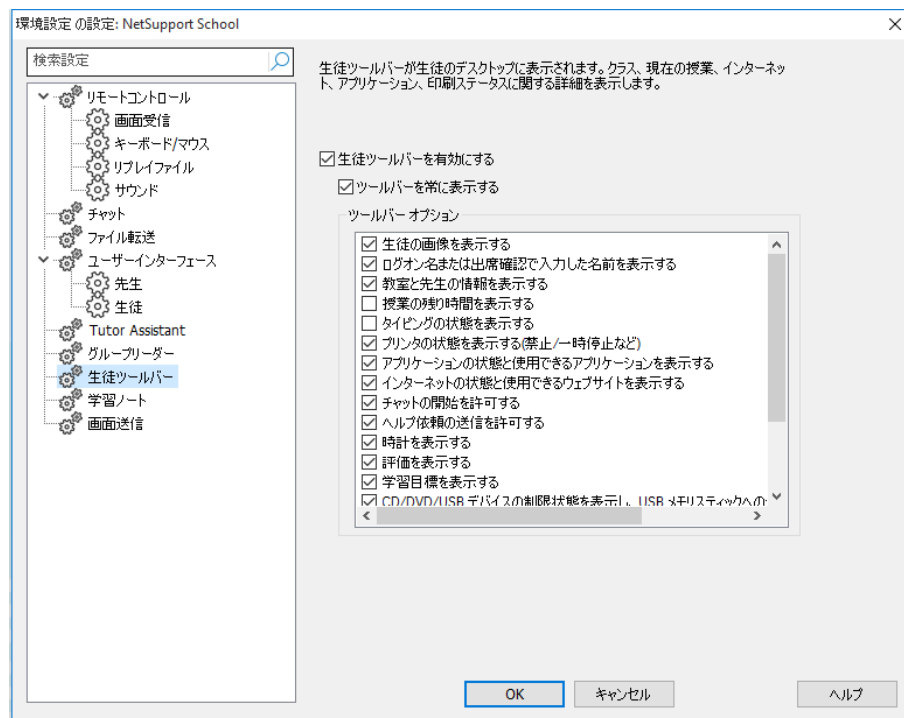 環境設定 の設定: NetSupport School
検索設定
リモートコントロール
画面受信
キーボード/マウス
リプレイファイル
サウンド
チャット
ファイル転送
ユーザーインターフェース
先生
生徒
Tutor Assistant
グループリーダー
生徒ツールバー
学習ノート
画面送信
生徒ツールバーが生徒のデスクトップに表示されます。クラス、現在の授業、インターネッ
ト、アプリケーション、印刷ステータスに関する詳細を表示します。
生徒ツールバーを有効にする
ツールバーを常に表示する
ツールバー オプション
生徒の画像を表示する
ログオン名または出席確認で入力した名前を表示する
教室と先生の情報を表示する
授業の残り時間を表示する
タイピングの状態を表示する
プリンタの状態を表示する(禁止/一時停止など)
アプリケーションの状態と使用できるアプリケーションを表示する
インターネットの状態と使用できるウェブサイトを表示する
チャットの開始を許可する
ヘルプ依頼の送信を許可する
時計を表示する
評価を表示する
学習目標を表示する
CD/DVD/USB デバイスの制限状態を表示し、USB メモリスティックへの
OK
キャンセル
ヘルプ